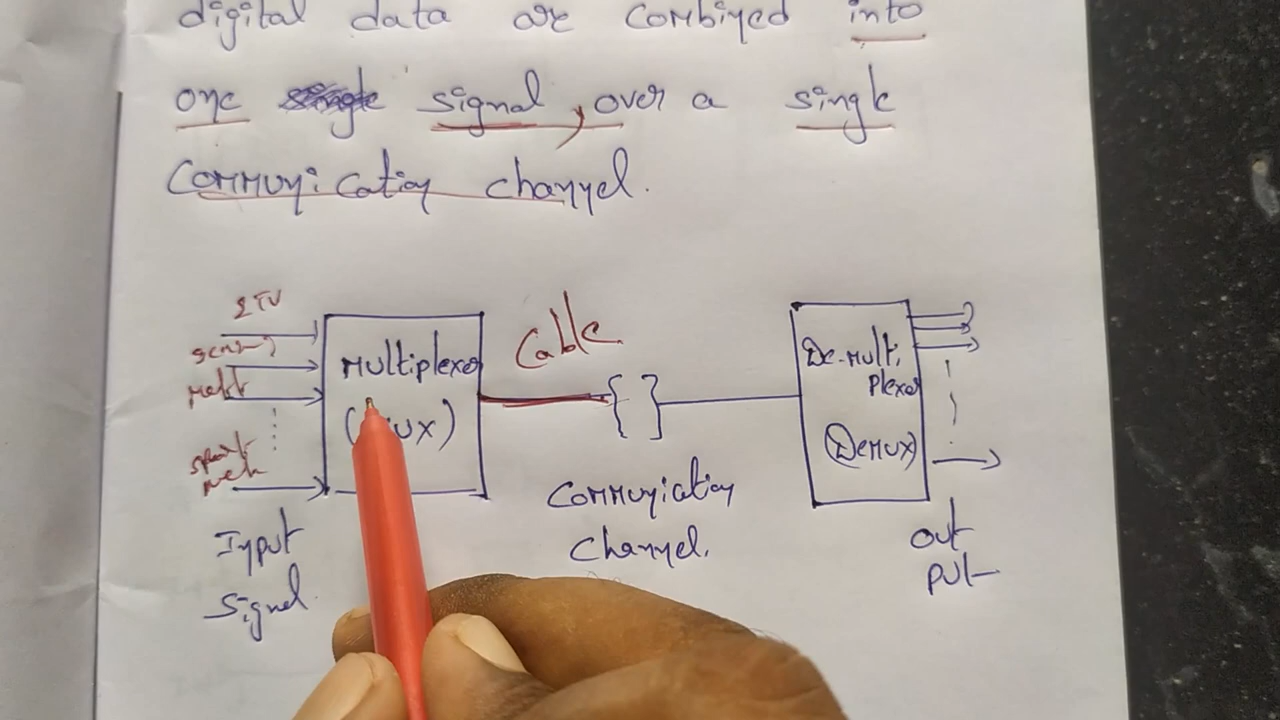 digital data are combined into
one single signal, over a single
communication channel.
Cable
Multiplexer
(MUX)
De-multi
plexer
(DeMUX)
Input
signal
Communication
channel.
out
put